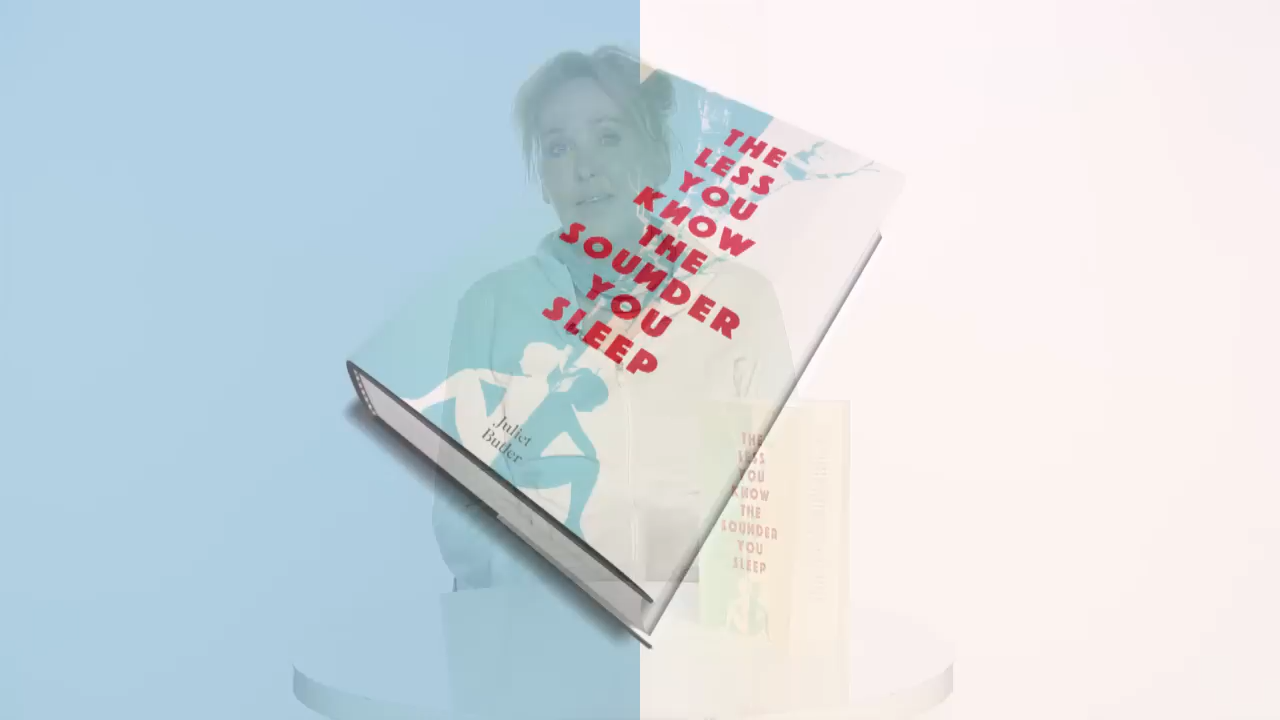 THE
LESS
YOU
KNOW
THE
SOUNDER
YOU
SLEEP
Juliet
Butler
THE
LESS
YOU
KNOW
THE
SOUNDER
YOU
SLEEP